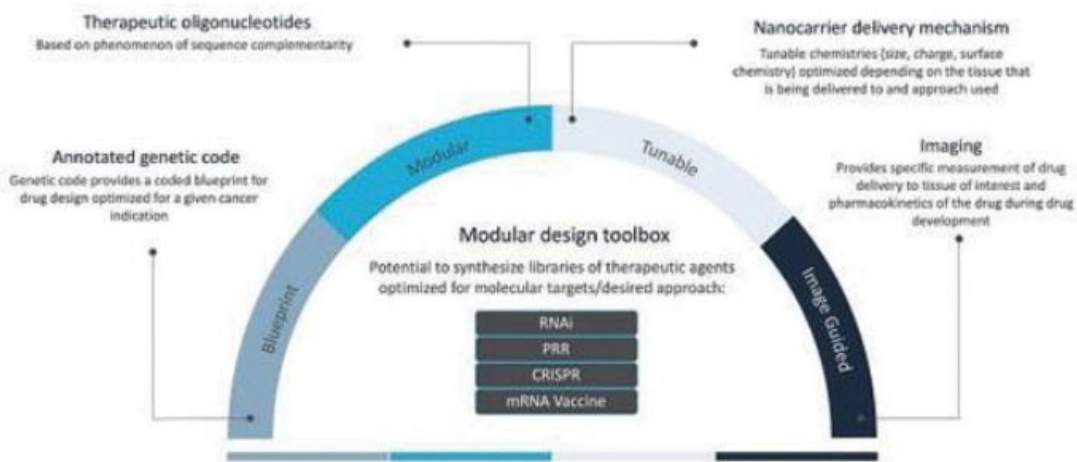 Therapeutic oligonucleotides
Based on phenomenon of sequence complementarity
Nanocarrier delivery mechanism
Tunable chemistries (size, charge, surface
chemistry) optimized depending on the tissue that
is being delivered to and approach used
Annotated genetic code
Genetic code provides a coded blueprint for
drug design optimized for a given cancer
indication
Imaging
Provides specific measurement of drug
delivery to tissue of interest and
pharmacokinetics of the drug during drug
development
Blueprint
Modular
Tunable
Image Guided
Modular design toolbox
Potential to synthesize libraries of therapeutic agents
optimized for molecular targets/desired approach:
RNAi
PRR
CRISPR
mRNA Vaccine